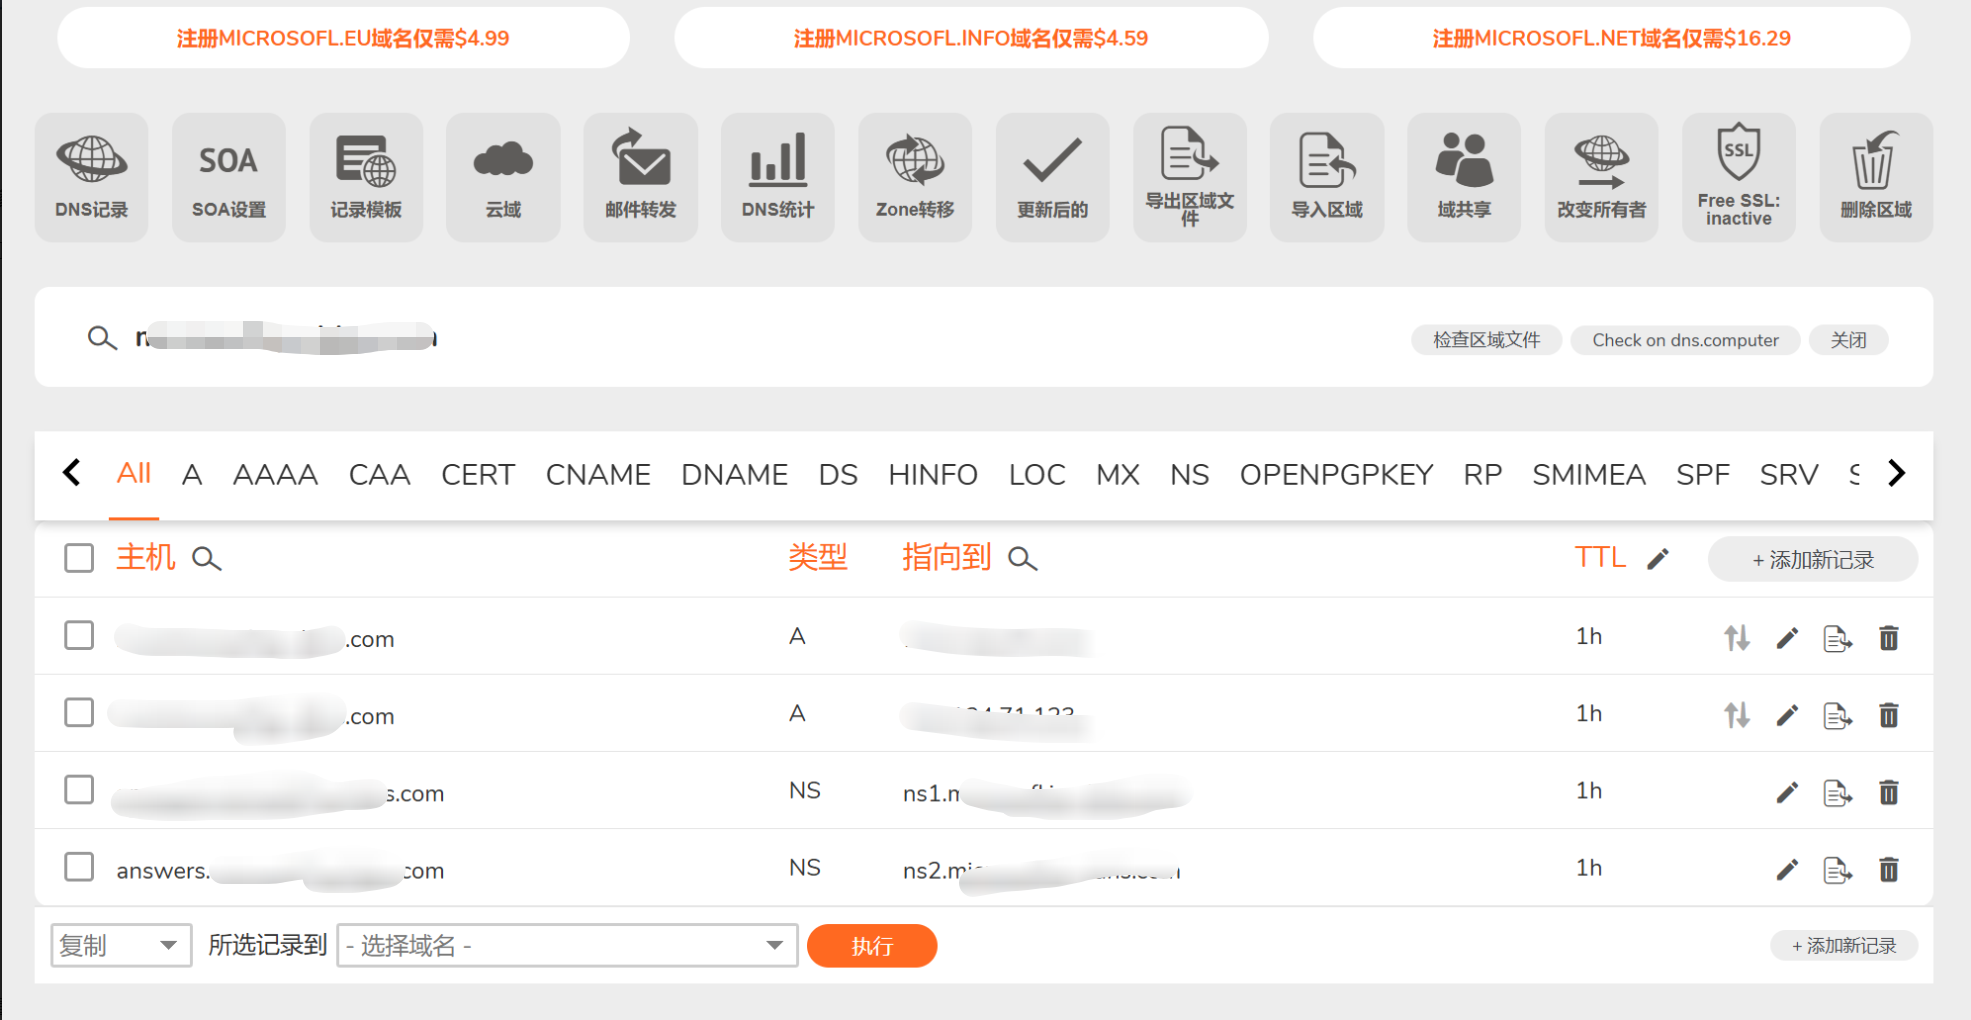 注册MICROSOFL.EU域名仅需$4.99
注册MICROSOFL.INFO域名仅需$4.59
注册MICROSOFL.NET域名仅需$16.29
DNS记录
SOA
SOA设置
记录模板
云域
邮件转发
DNS统计
Zone转移
更新后的
导出区域文
件
导入区域
域共享
改变所有者
SSL
Free SSL:
inactive
删除区域
检查区域文件
Check on dns.computer
关闭
All A AAAA CAA CERT CNAME DNAME DS HINFO LOC MX NS OPENPGPKEY RP SMIMEA SPF SRV
主机 类型 指向到 TTL + 添加新记录
.com A 1h
.com A 1h
s.com NS ns1.m 1h
answers. com NS ns2.mi 1h
复制 所选记录到 - 选择域名 - 执行 + 添加新记录